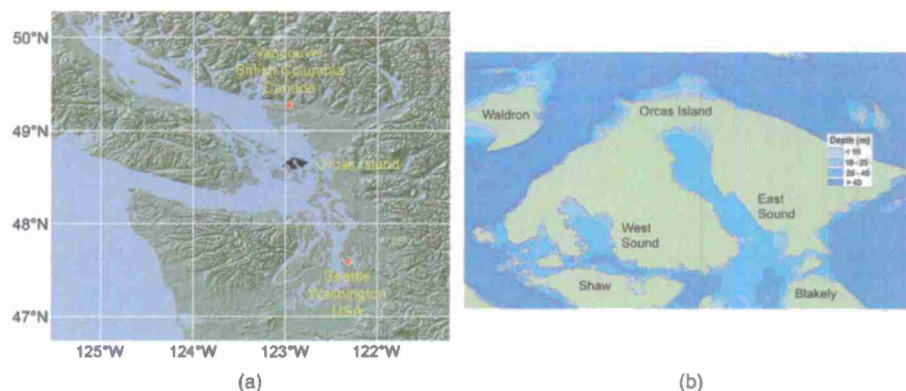 50°N
49°N
48°N
47°N
125°W
124°W
123°W
122°W
Vancouver
British Columbia
Canada
Orcas Island
Seattle
Washington
USA
(a)
Waldron
Orcas Island
Depth (m)
< 10
10 - 25
25 - 40
> 40
East
Sound
West
Sound
Shaw
Blakely
(b)